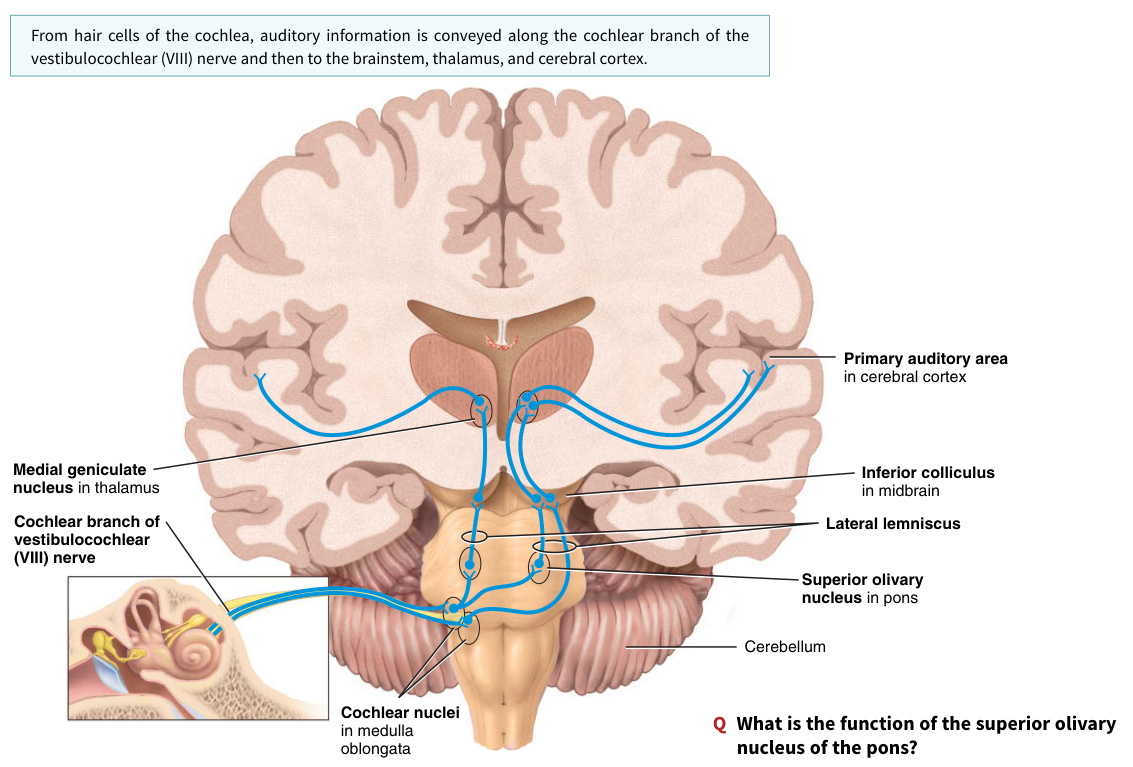 From hair cells of the cochlea, auditory information is conveyed along the cochlear branch of the
vestibulocochlear (VIII) nerve and then to the brainstem, thalamus, and cerebral cortex.
Primary auditory area
in cerebral cortex
Medial geniculate
nucleus in thalamus
Inferior colliculus
in midbrain
Cochlear branch of
vestibulocochlear
(VIII) nerve
Lateral lemniscus
Superior olivary
nucleus in pons
Cerebellum
Cochlear nuclei
in medulla
oblongata
Q What is the function of the superior olivary
nucleus of the pons?